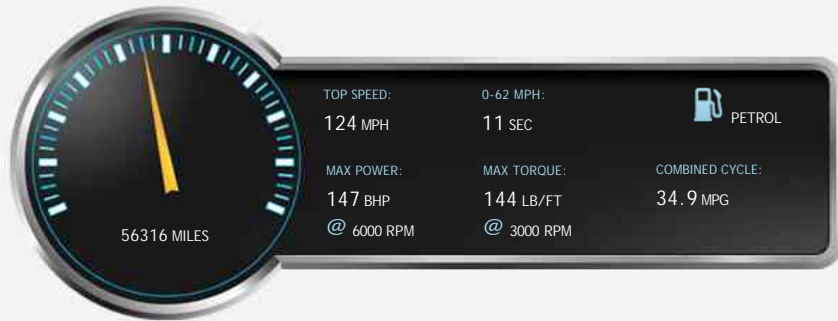 TOP SPEED:
124 MPH
0-62 MPH:
11 SEC
PETROL
MAX POWER:
147 BHP
@ 6000 RPM
MAX TORQUE:
144 LB/FT
@ 3000 RPM
COMBINED CYCLE:
34.9 MPG
56316 MILES